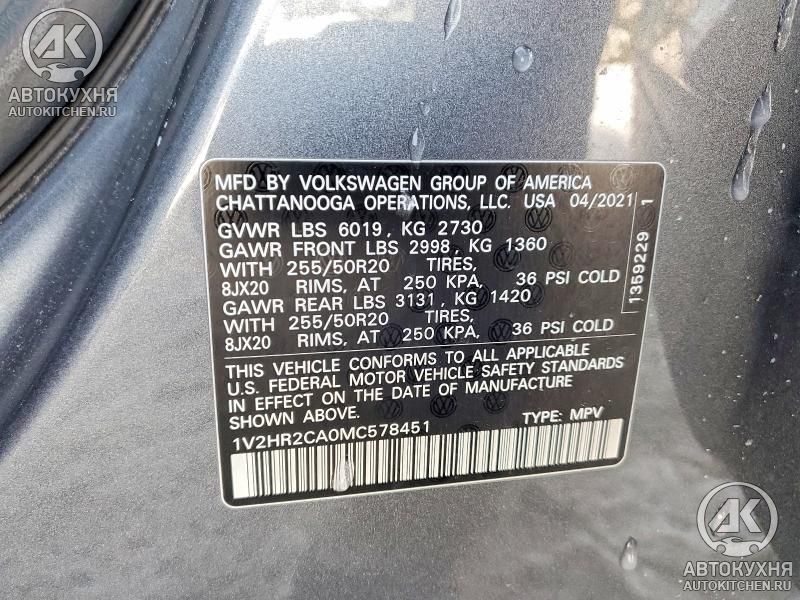 АК
АВТОКУХНЯ
AUTOKITCHEN.RU
MFD BY VOLKSWAGEN GROUP OF AMERICA
CHATTANOOGA OPERATIONS, LLC. USA 04/2021
GVWR LBS 6019, KG 2730
GAWR FRONT LBS 2998, KG 1360
WITH 255/50R20 TIRES,
8JX20 RIMS, AT 250 KPA, 36 PSI COLD
GAWR REAR LBS 3131, KG 1420
WITH 255/50R20 TIRES,
8JX20 RIMS, AT 250 KPA, 36 PSI COLD
THIS VEHICLE CONFORMS TO ALL APPLICABLE
U.S. FEDERAL MOTOR VEHICLE SAFETY STANDARDS
IN EFFECT ON THE DATE OF MANUFACTURE
SHOWN ABOVE.
1V2HR2CA0MC578451 TYPE: MPV
1359229 1
АК
АВТОКУХНЯ
AUTOKITCHEN.RU